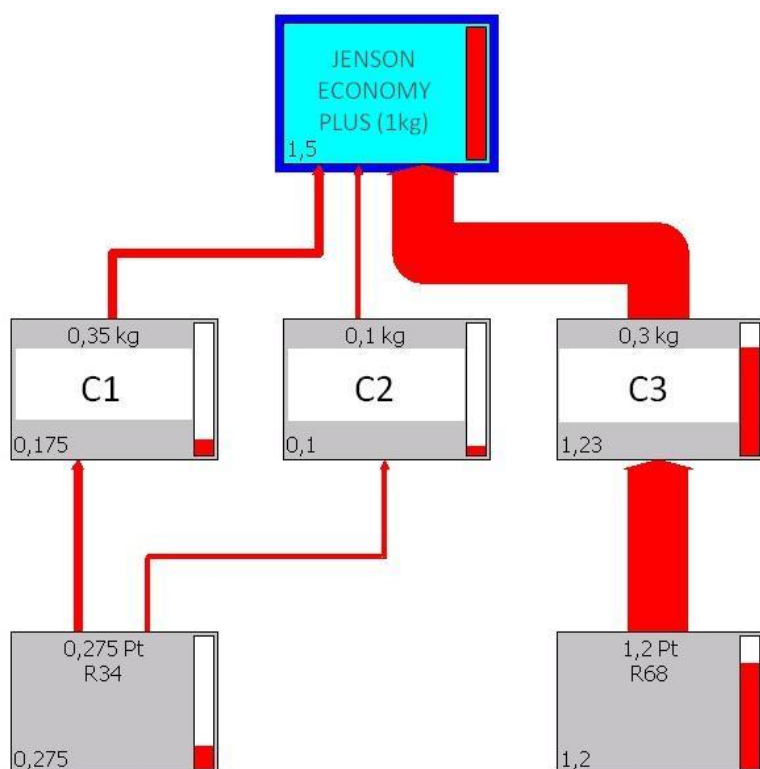 JENSON
ECONOMY
PLUS (1kg)
1,5
0,35 kg
C1
0,175
0,1 kg
C2
0,1
0,3 kg
C3
1,23
0,275 Pt
R34
0,275
1,2 Pt
R68
1,2